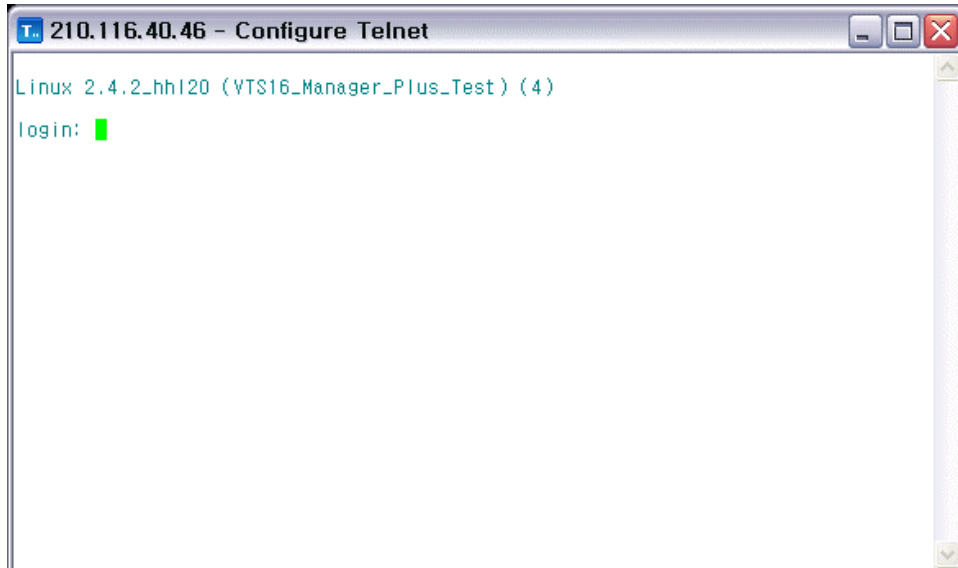 T.. 210.116.40.46 - Configure Telnet
Linux 2.4.2_hhl20 (VTS16_Manager_Plus_Test) (4)
login: